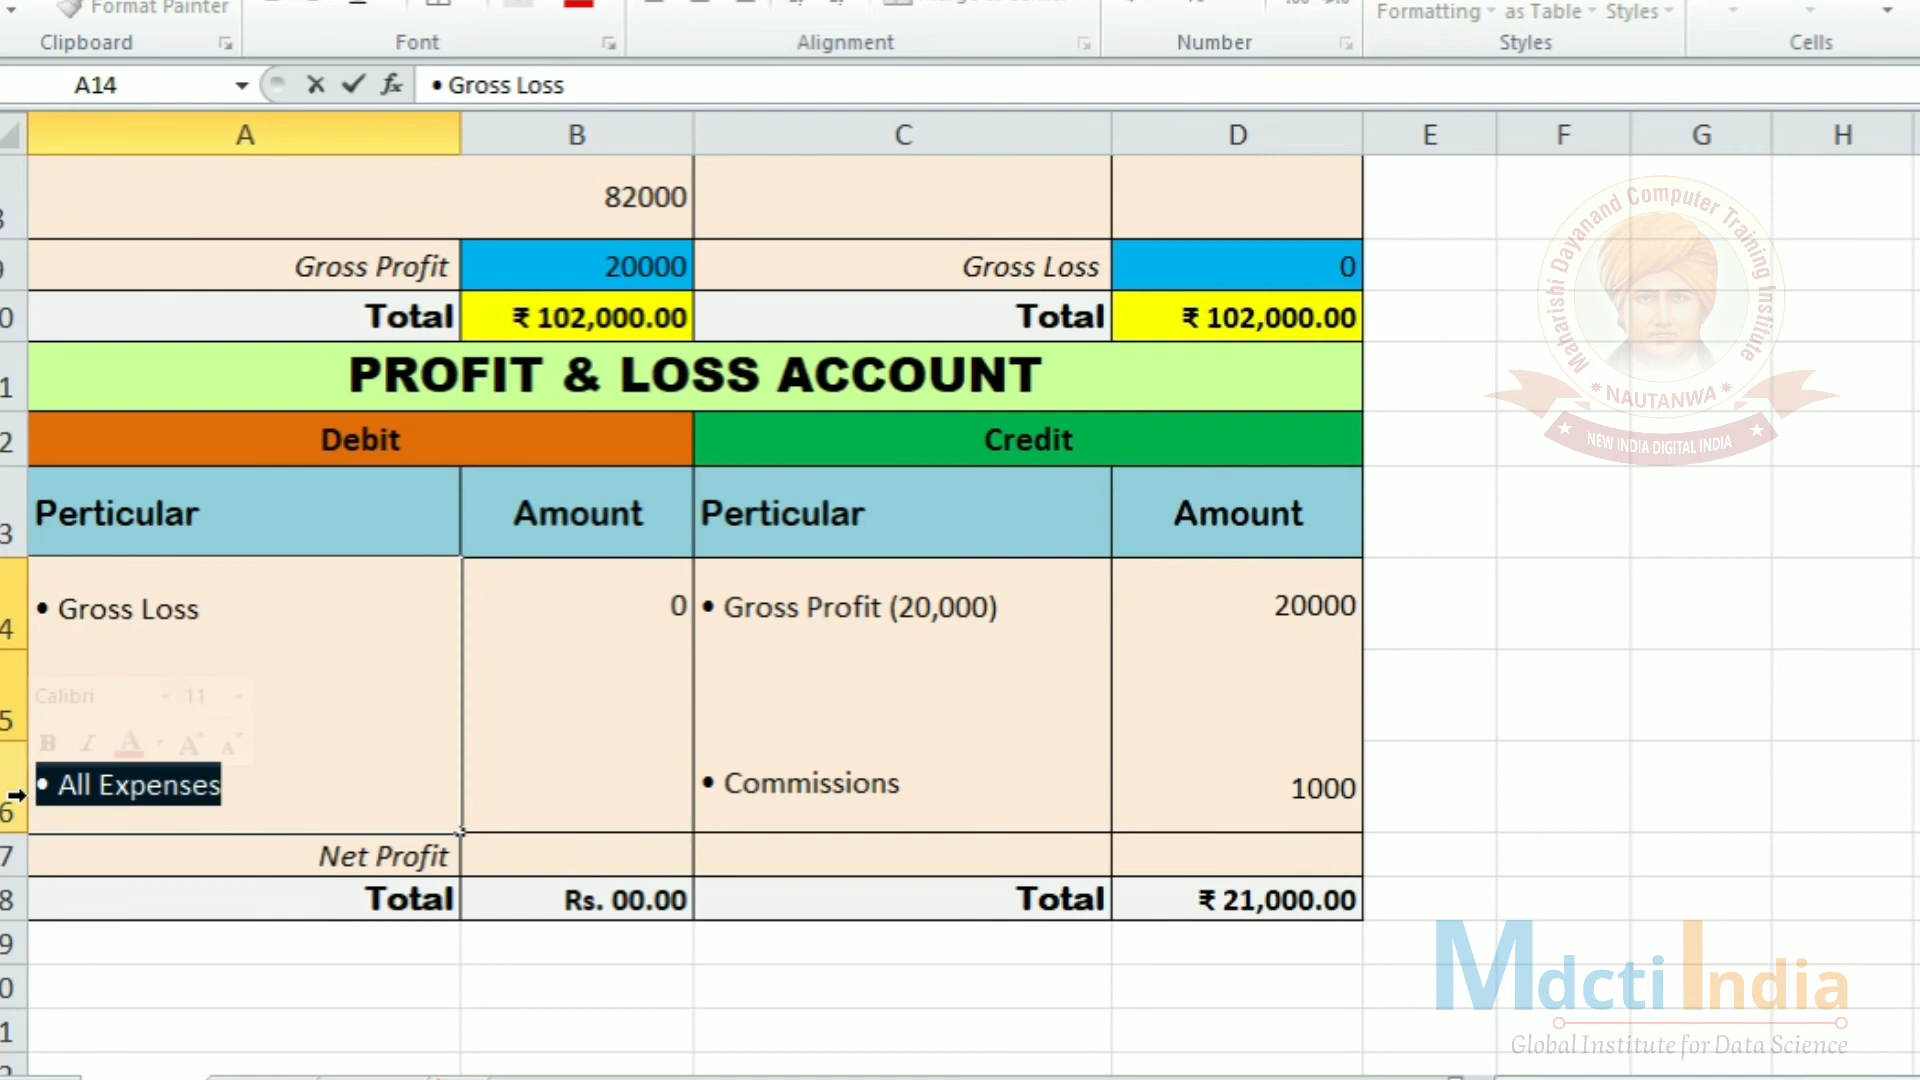 Format Painter
Clipboard Font Alignment Number Formatting as Table Styles
Styles Cells
A14 fx • Gross Loss
A B C D E F G H
82000
Gross Profit 20000 Gross Loss 0
Total ₹ 102,000.00 Total ₹ 102,000.00
PROFIT & LOSS ACCOUNT
Debit Credit
Perticular Amount Perticular Amount
• Gross Loss 0 • Gross Profit (20,000) 20000
Calibri 11
B I A A A
• All Expenses • Commissions 1000
Net Profit
Total Rs. 00.00 Total ₹ 21,000.00
Maharishi Dayanand Computer Training Institute
NAUTANWA
NEW INDIA DIGITAL INDIA
Mdcti India
Global Institute for Data Science